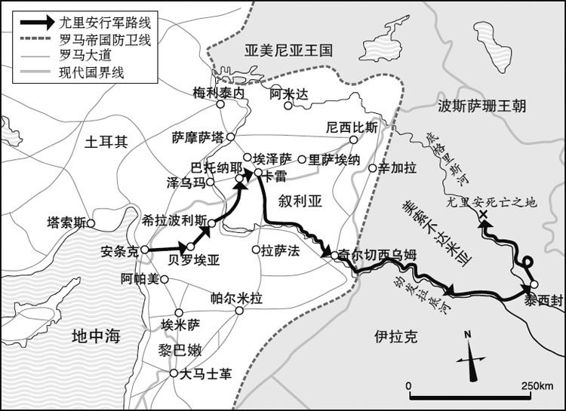 尤里安行军路线
罗马帝国防卫线
罗马大道
现代国界线
亚美尼亚王国
梅利泰内
阿米达
波斯萨珊王朝
土耳其
萨摩萨塔
尼西比斯
底格里斯河
巴托纳耶
埃泽萨
里萨埃纳
泽乌玛
卡雷
辛加拉
叙利亚
尤里安死亡之地
塔索斯
希拉波利斯
美索不达米亚
安条克
贝罗埃亚
拉萨法
奇尔切西乌姆
阿帕美
幼发拉底河
泰西封
帕尔米拉
埃米萨
地中海
伊拉克
N
黎巴嫩
大马士革
0
250km